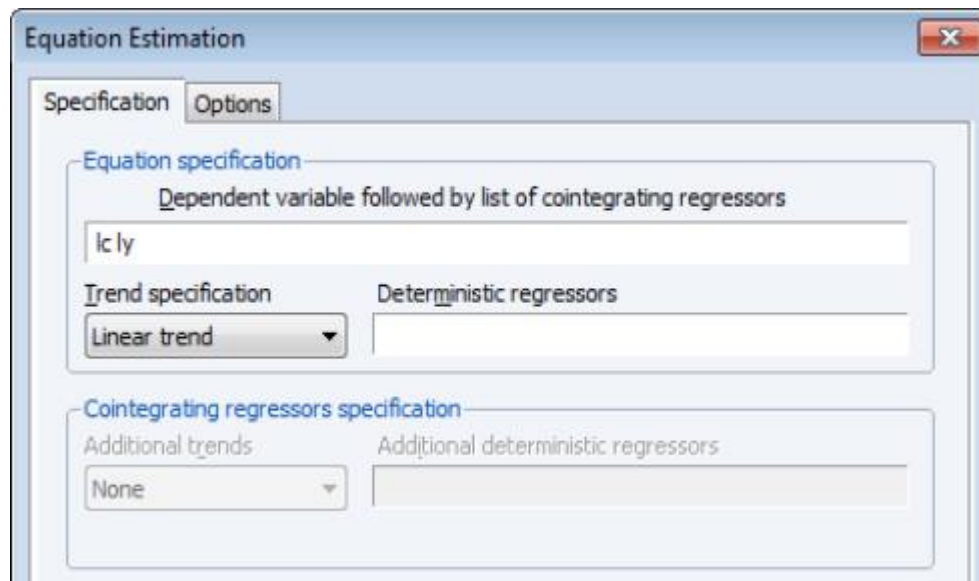 Equation Estimation
Specification Options
Equation specification
Dependent variable followed by list of cointegrating regressors
lc ly
Trend specification Deterministic regressors
Linear trend
Cointegrating regressors specification
Additional trends Additional deterministic regressors
None